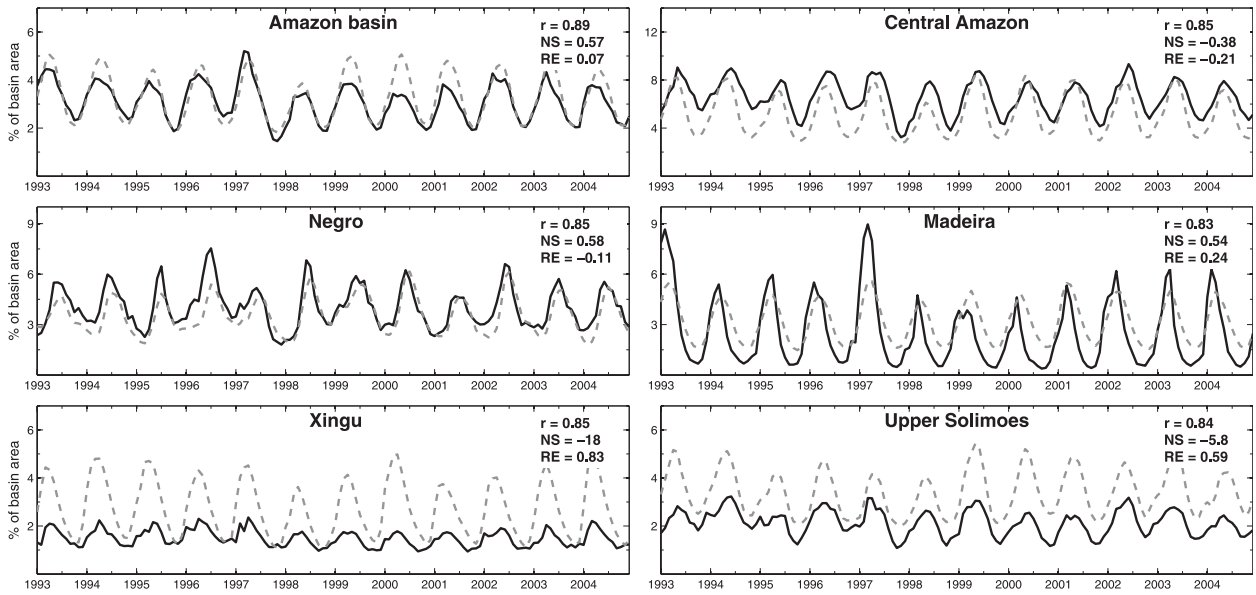 Amazon basin
r = 0.89
NS = 0.57
RE = 0.07
% of basin area
6
4
2
1993 1994 1995 1996 1997 1998 1999 2000 2001 2002 2003 2004
Central Amazon
r = 0.85
NS = −0.38
RE = −0.21
12
8
4
1993 1994 1995 1996 1997 1998 1999 2000 2001 2002 2003 2004
Negro
r = 0.85
NS = 0.58
RE = −0.11
% of basin area
9
6
3
1993 1994 1995 1996 1997 1998 1999 2000 2001 2002 2003 2004
Madeira
r = 0.83
NS = 0.54
RE = 0.24
9
6
3
1993 1994 1995 1996 1997 1998 1999 2000 2001 2002 2003 2004
Xingu
r = 0.85
NS = −18
RE = 0.83
% of basin area
6
4
2
1993 1994 1995 1996 1997 1998 1999 2000 2001 2002 2003 2004
Upper Solimoes
r = 0.84
NS = −5.8
RE = 0.59
6
4
2
1993 1994 1995 1996 1997 1998 1999 2000 2001 2002 2003 2004